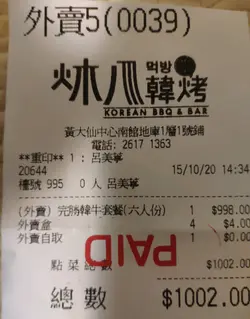 外賣5(0039)
炑八韓烤
먹방
KOREAN BBQ & BAR
黃大仙中心南館地庫1層1號鋪
電話: 2617 1363
**重印** 1 : 呂美寧
20644 15/10/20 14:34
檯號 995 0 人 呂美寧
(外賣) 完勝韓牛套餐(六人份) 1 $998.00
外賣盒 4 $4.00
外賣自取 1 $0.00
PAID
點菜總數 $1002.00
總數 $1002.00